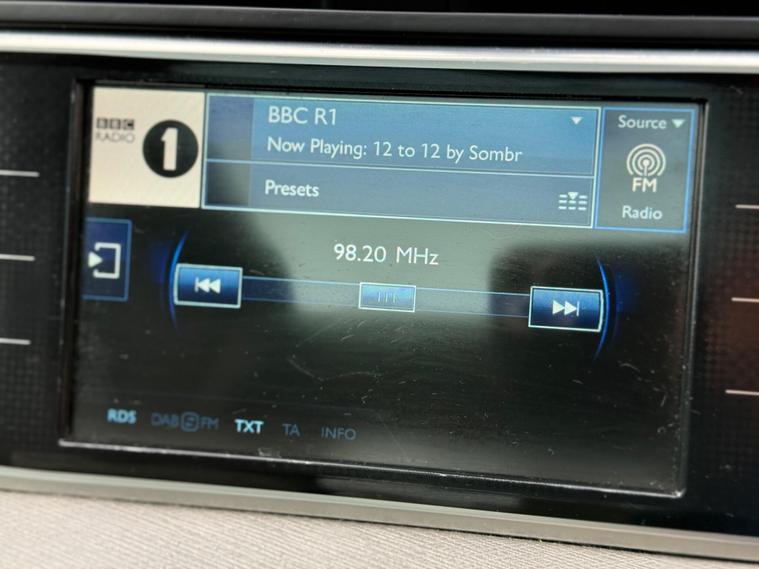 BBC
RADIO
1
BBC R1
Now Playing: 12 to 12 by Sombr
Presets
Source
FM
Radio
98.20 MHz
RDS DAB FM TXT TA INFO